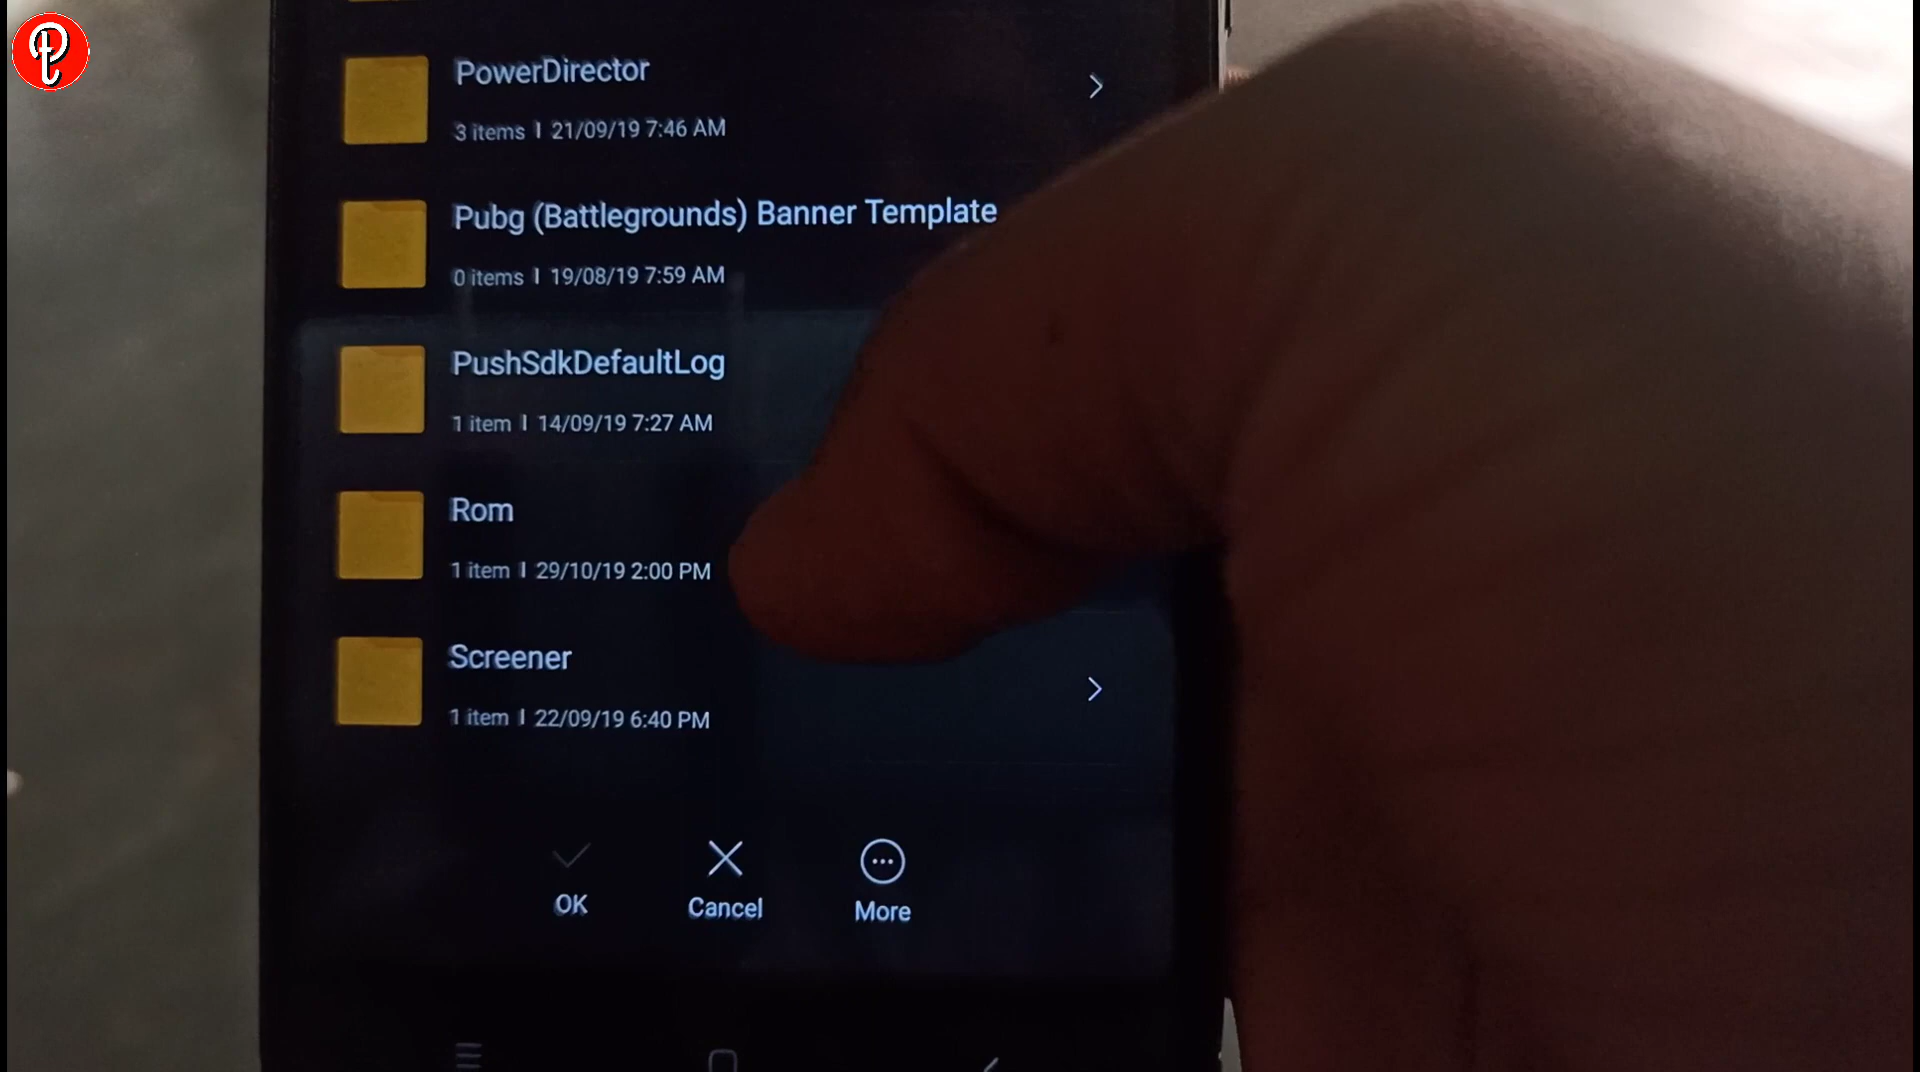 PowerDirector
3 items | 21/09/19 7:46 AM
Pubg (Battlegrounds) Banner Template
0 items | 19/08/19 7:59 AM
PushSdkDefaultLog
1 item | 14/09/19 7:27 AM
Rom
1 item | 29/10/19 2:00 PM
Screener
1 item | 22/09/19 6:40 PM
OK
Cancel
More